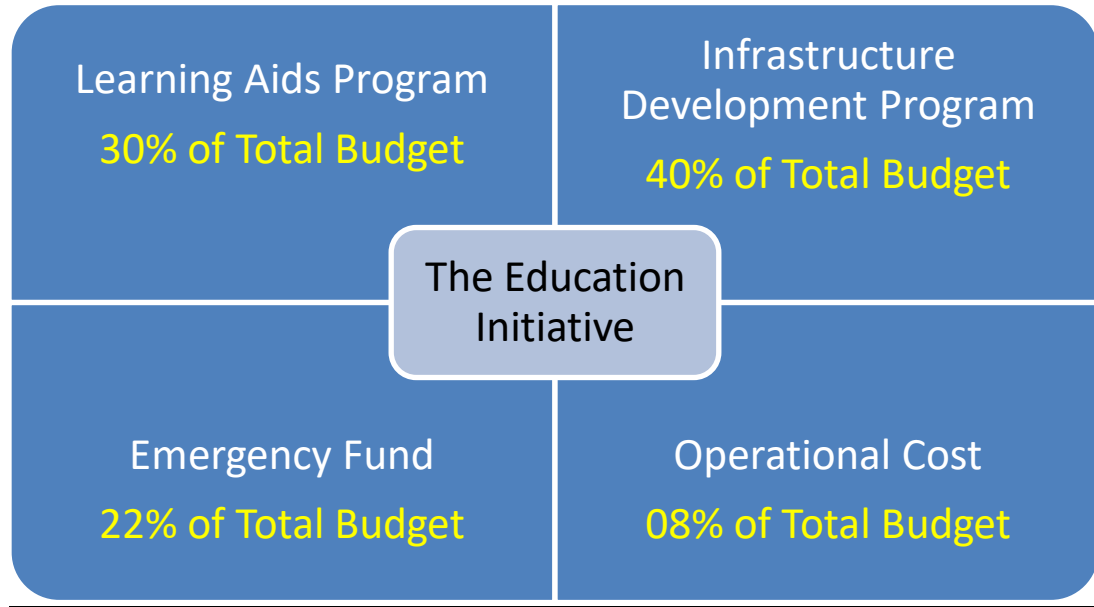 Learning Aids Program
30% of Total Budget
Infrastructure
Development Program
40% of Total Budget
The Education
Initiative
Emergency Fund
22% of Total Budget
Operational Cost
08% of Total Budget